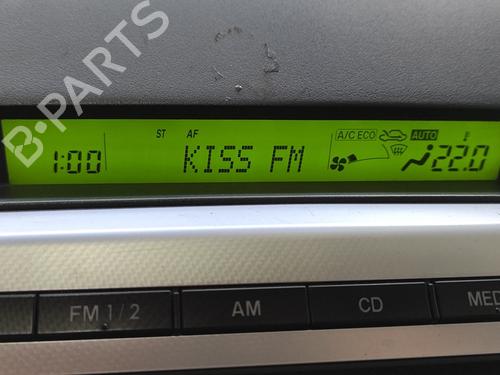 B-PARTS
ST AF A/C ECO AUTO
1:00 KISS FM 22.0
FM 1/2 AM CD MED